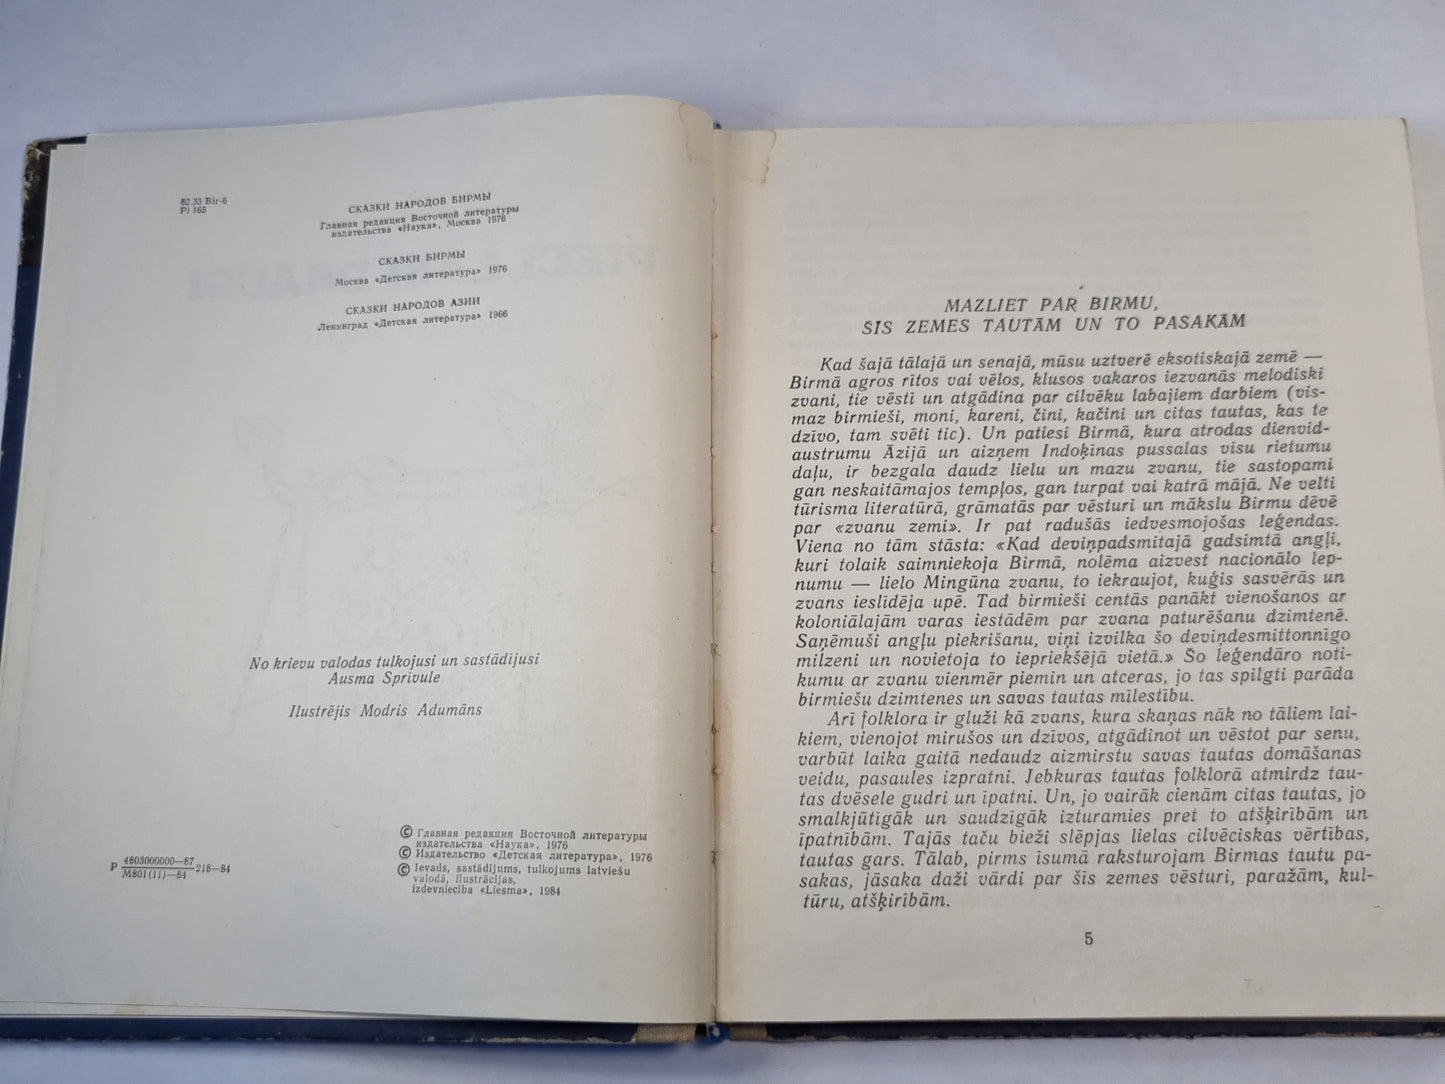 82.33 Bir-6
Pi 165
СКАЗКИ НАРОДОВ БИРМЫ
Главная редакция Восточной литературы
издательства «Наука», Москва 1976
СКАЗКИ БИРМЫ
Москва «Детская литература» 1976
СКАЗКИ НАРОДОВ АЗИИ
Ленинград «Детская литература» 1966
No krievu valodas tulkojusi un sastādījusi
Ausma Sprivule
Ilustrējis Modris Adumāns
Р 4803000000—87
М801(11)—84 218—84
© Главная редакция Восточной литературы
издательства «Наука», 1976
© Издательство «Детская литература», 1976
© Ievads, sastādījums, tulkojums latviešu
valodā, ilustrācijas,
izdevniecība «Liesma», 1984
MAZLIET PAR BIRMU,
ŠĪS ZEMES TAUTĀM UN TO PASAKĀM
Kad šajā tālajā un senajā, mūsu uztverē eksotiskajā zemē —
Birmā agros rītos vai vēlos, klusos vakaros iezvanās melodiski
zvani, tie vēstī un atgādina par cilvēku labajiem darbiem (vis-
maz birmieši, moni, kareni, čini, kačini un citas tautas, kas te
dzīvo, tam svēti tic). Un patiesi Birmā, kura atrodas dienvid-
austrumu Āzijā un aizņem Indoķīnas pussalas visu rietumu
daļu, ir bezgala daudz lielu un mazu zvanu, tie sastopami
gan neskaitāmajos tempļos, gan turpat vai katrā mājā. Ne velti
tūrisma literatūrā, grāmatās par vēsturi un mākslu Birmu dēvē
par «zvanu zemi». Ir pat radušās iedvesmojošas leģendas.
Viena no tām stāsta: «Kad deviņpadsmitajā gadsimtā angļi,
kuri tolaik saimniekoja Birmā, nolēma aizvest nacionālo lep-
numu — lielo Mingūna zvanu, to iekraujot, kuģis sasvērās un
zvans ieslīdēja upē. Tad birmieši centās panākt vienošanos ar
koloniālajām varas iestādēm par zvana paturēšanu dzimtenē.
Saņēmuši angļu piekrišanu, viņi izvilka šo deviņdesmittonnīgo
milzeni un novietoja to iepriekšējā vietā.» Šo leģendāro noti-
kumu ar zvanu vienmēr piemin un atceras, jo tas spilgti parāda
birmiešu dzimtenes un savas tautas mīlestību.
Arī folklora ir gluži kā zvans, kura skaņas nāk no tāliem lai-
kiem, vienojot mirušos un dzīvos, atgādinot un vēstot par senu,
varbūt laika gaitā nedaudz aizmirstu savas tautas domāšanas
veidu, pasaules izpratni. Jebkuras tautas folklorā atmirdz tau-
tas dvēsele gudri un īpatni. Un, jo vairāk cienām citas tautas, jo
smalkjūtīgāk un saudzīgāk izturamies pret to atšķirībām un
īpatnībām. Tajās taču bieži slēpjas lielas cilvēciskas vērtības,
tautas gars. Tālab, pirms īsumā raksturojam Birmas tautu pa-
sakas, jāsaka daži vārdi par šīs zemes vēsturi, paražām, kul-
tūru, atšķirībām.
5